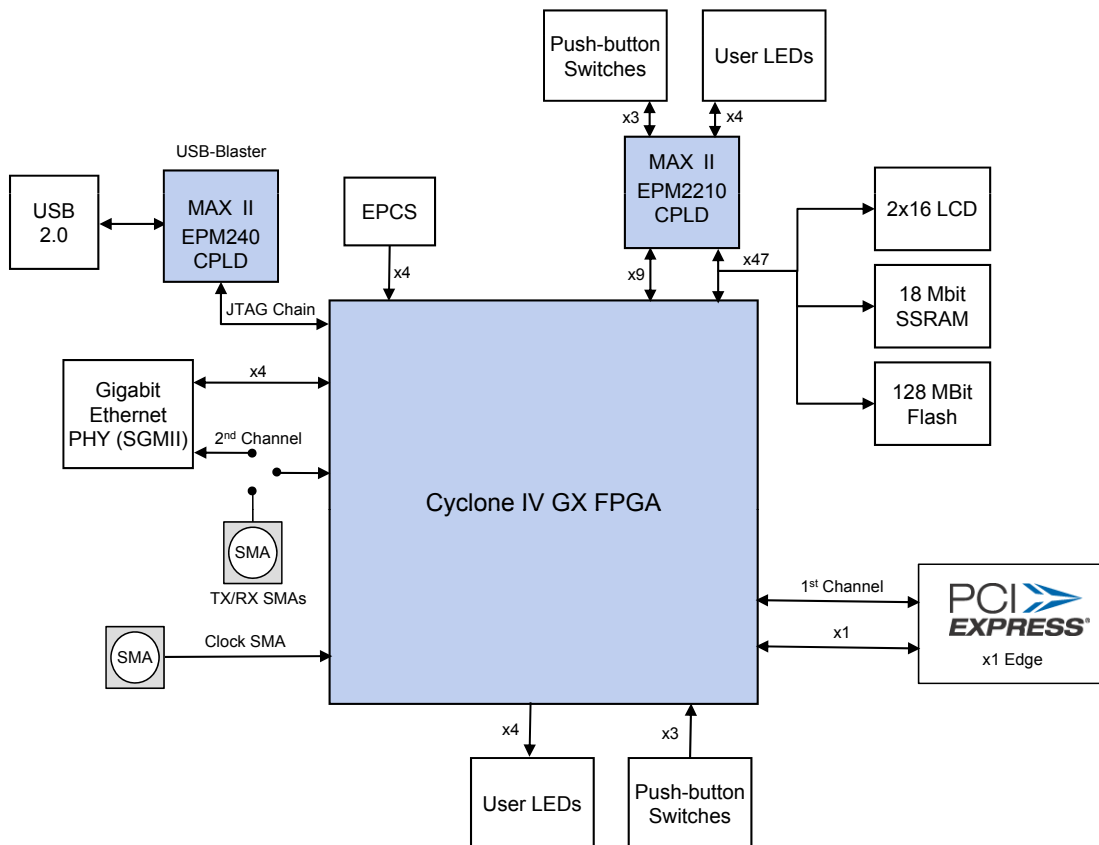 Push-button
Switches
User LEDs
x3
x4
USB-Blaster
MAX II
EPM2210
CPLD
USB
2.0
MAX II
EPM240
CPLD
EPCS
2x16 LCD
x9
x47
x4
JTAG Chain
18 Mbit
SSRAM
Gigabit
Ethernet
PHY (SGMII)
x4
2nd Channel
128 MBit
Flash
Cyclone IV GX FPGA
SMA
TX/RX SMAs
1st Channel
PCI
EXPRESS®
x1
x1 Edge
SMA
Clock SMA
x4
x3
User LEDs
Push-button
Switches